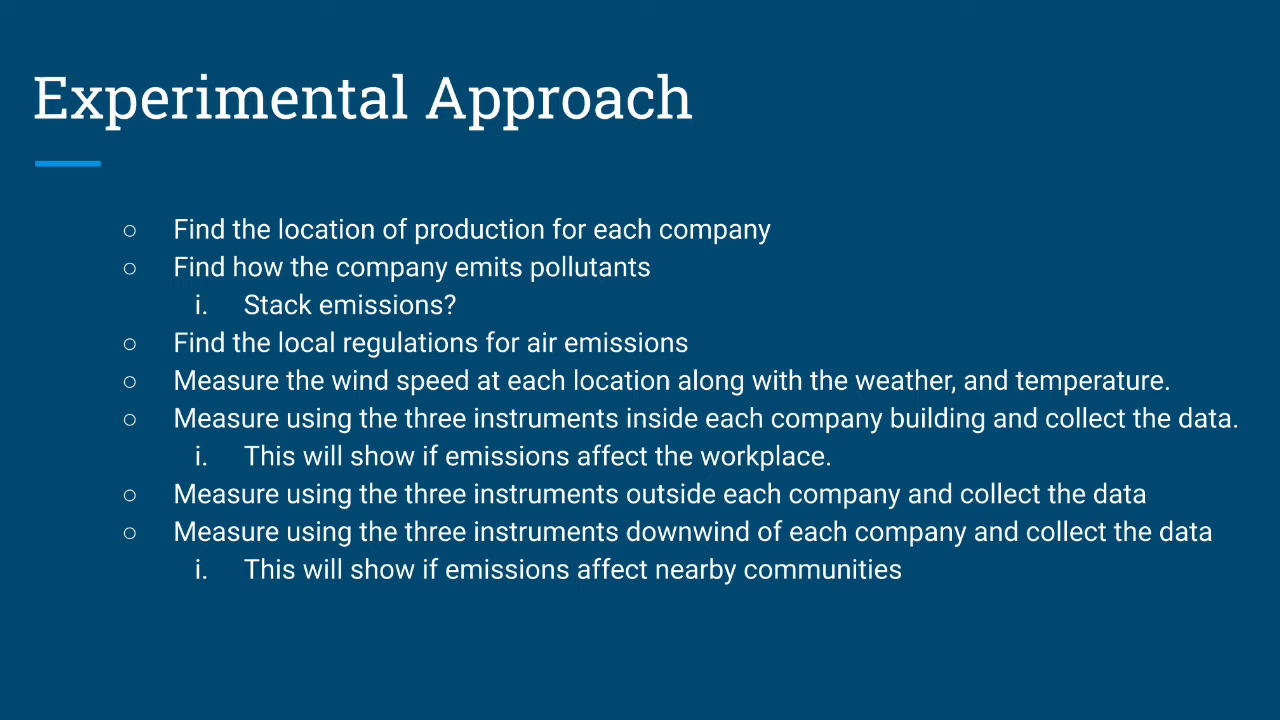 Experimental Approach
○ Find the location of production for each company
○ Find how the company emits pollutants
i. Stack emissions?
○ Find the local regulations for air emissions
○ Measure the wind speed at each location along with the weather, and temperature.
○ Measure using the three instruments inside each company building and collect the data.
i. This will show if emissions affect the workplace.
○ Measure using the three instruments outside each company and collect the data
○ Measure using the three instruments downwind of each company and collect the data
i. This will show if emissions affect nearby communities